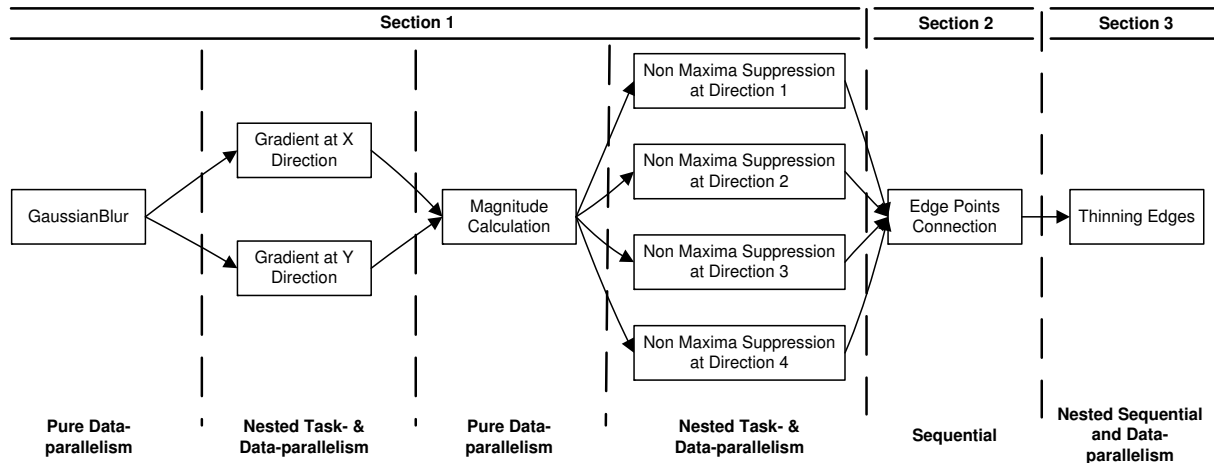 Section 1
Section 2
Section 3
GaussianBlur
Gradient at X
Direction
Gradient at Y
Direction
Magnitude
Calculation
Non Maxima Suppression
at Direction 1
Non Maxima Suppression
at Direction 2
Non Maxima Suppression
at Direction 3
Non Maxima Suppression
at Direction 4
Edge Points
Connection
Thinning Edges
Pure Data-
parallelism
Nested Task- &
Data-parallelism
Pure Data-
parallelism
Nested Task- &
Data-parallelism
Sequential
Nested Sequential
and Data-
parallelism